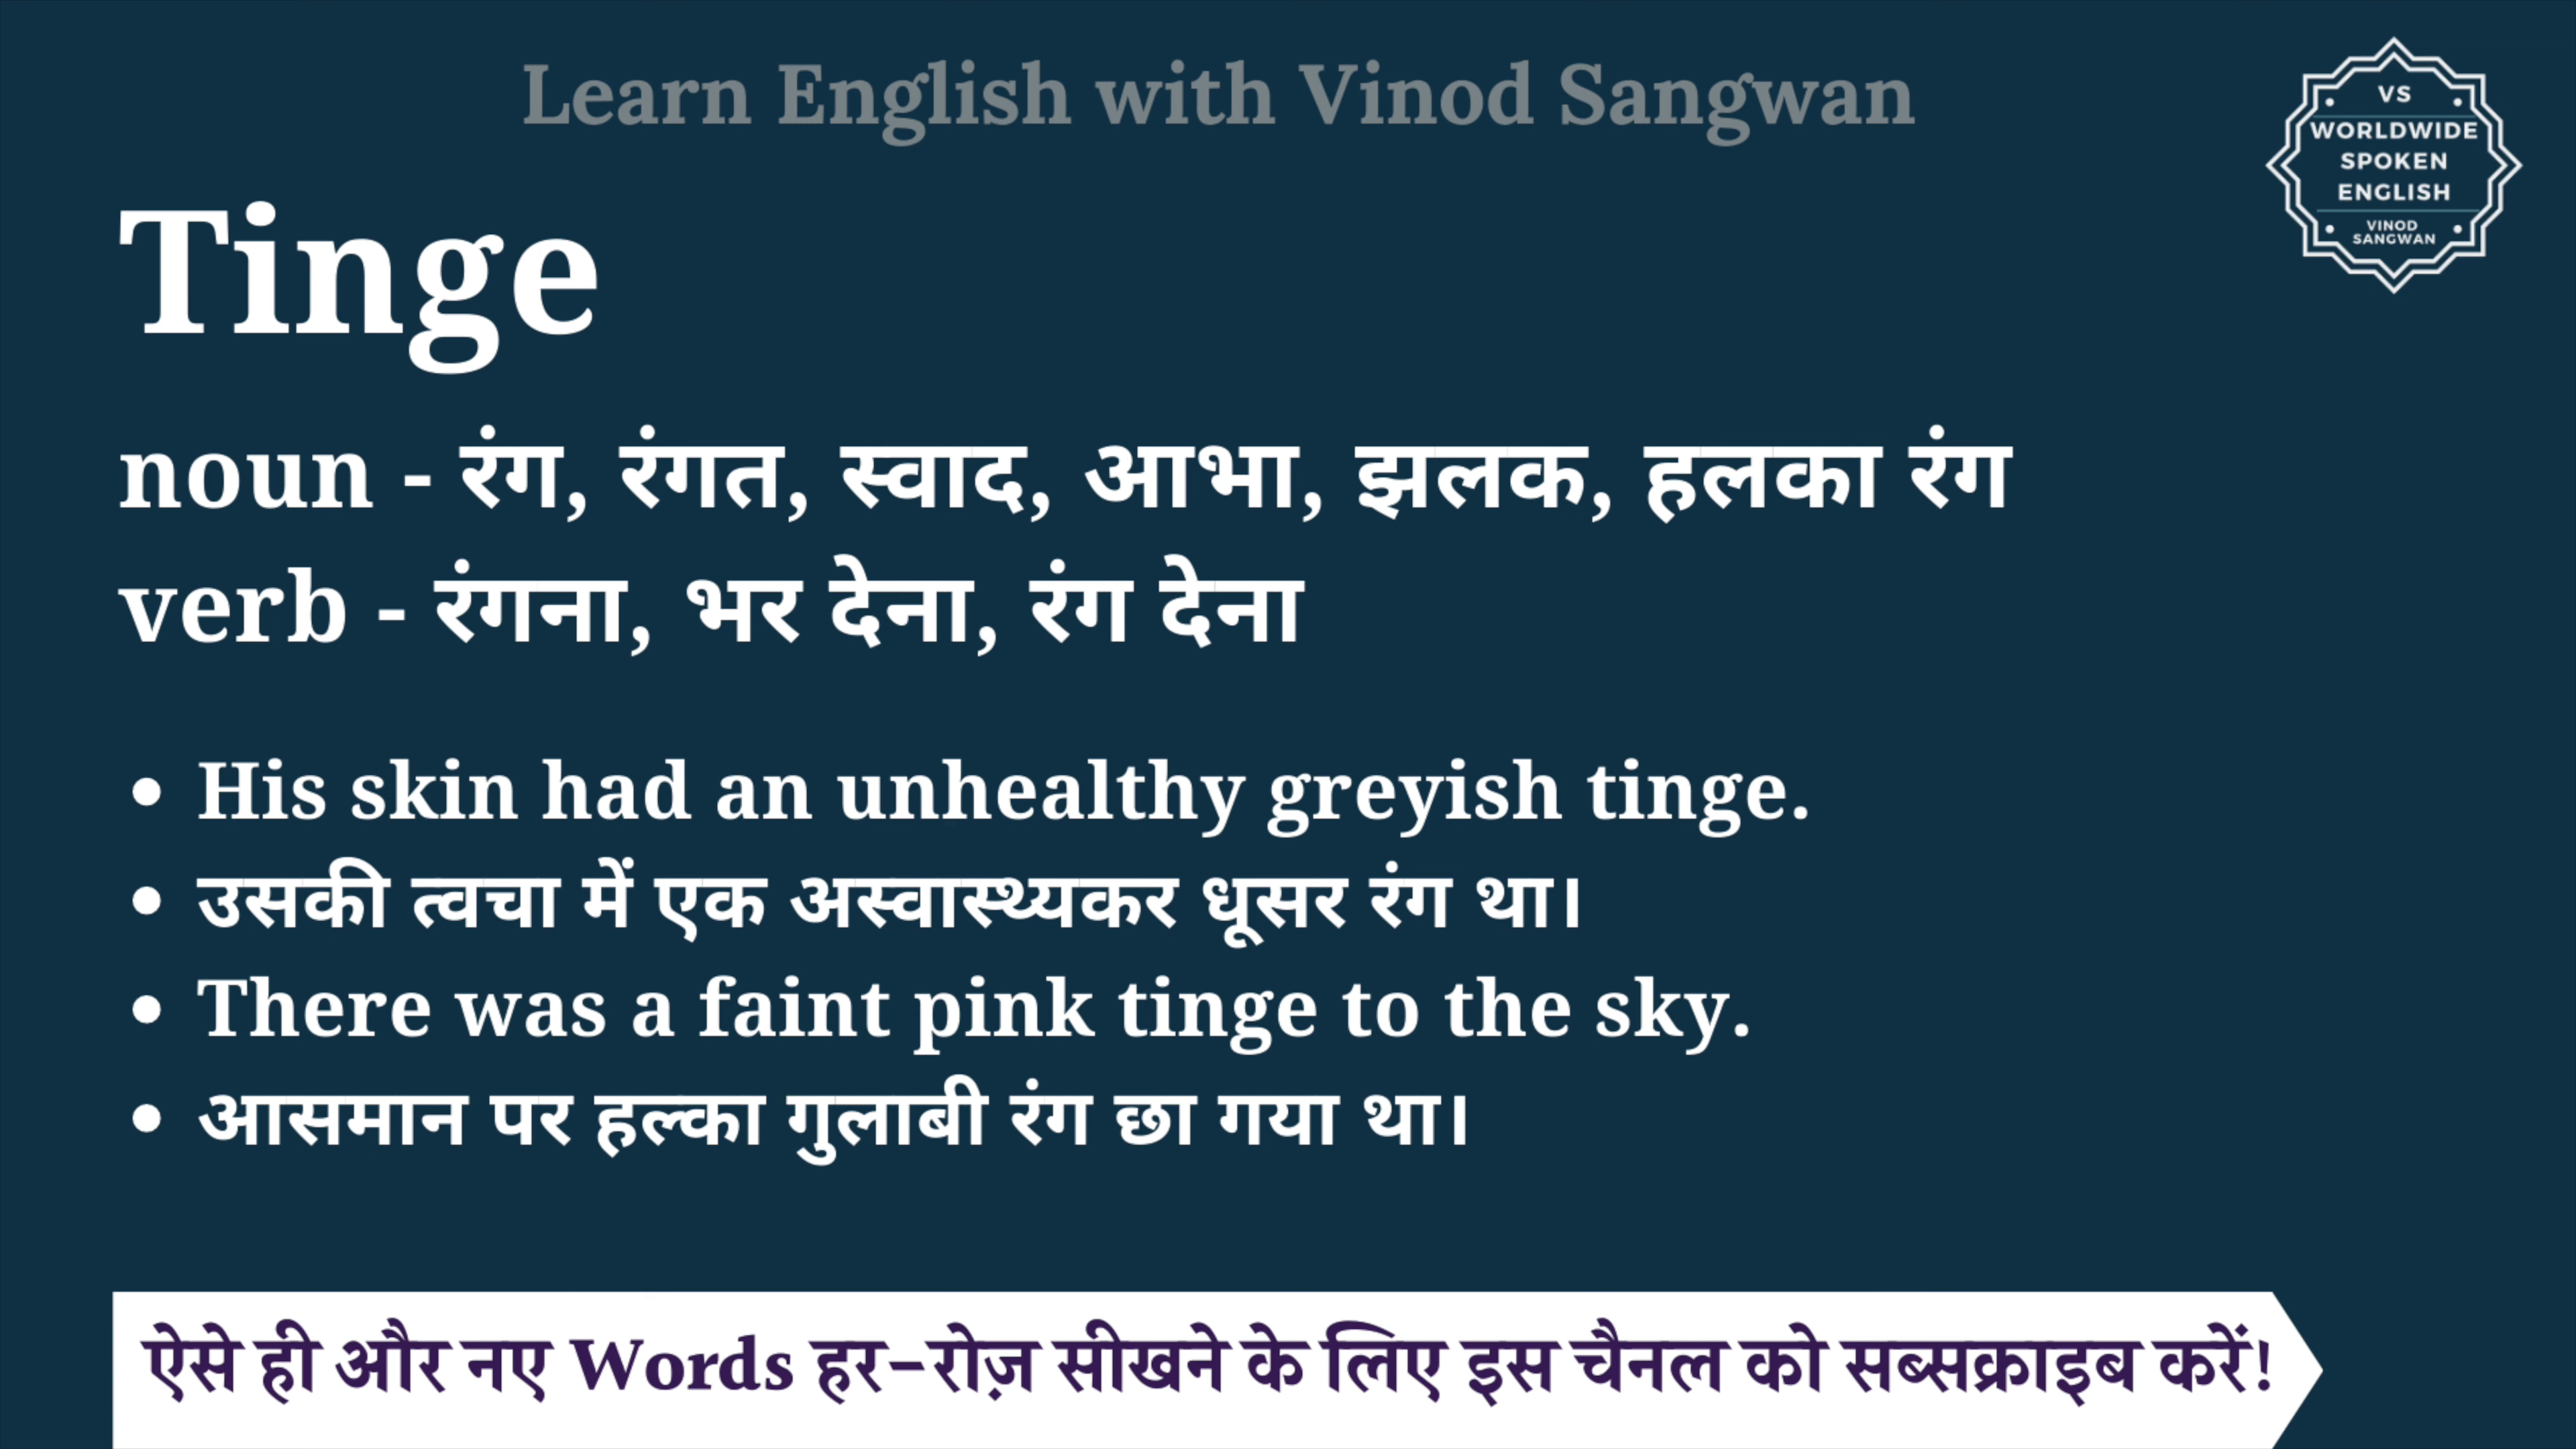 Learn English with Vinod Sangwan
VS
WORLDWIDE
SPOKEN
ENGLISH
VINOD
SANGWAN
Tinge
noun - रंग, रंगत, स्वाद, आभा, झलक, हलका रंग
verb - रंगना, भर देना, रंग देना
• His skin had an unhealthy greyish tinge.
• उसकी त्वचा में एक अस्वास्थ्यकर धूसर रंग था।
• There was a faint pink tinge to the sky.
• आसमान पर हल्का गुलाबी रंग छा गया था।
ऐसे ही और नए Words हर-रोज़ सीखने के लिए इस चैनल को सब्सक्राइब करें!